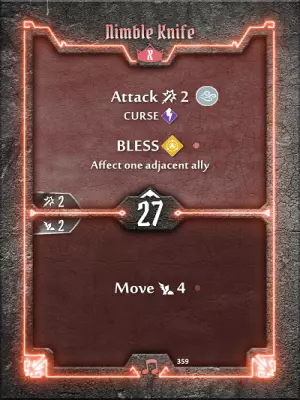 Nimble Knife
X
Attack 2
CURSE
BLESS
Affect one adjacent ally
2
27
2
Move 4
359